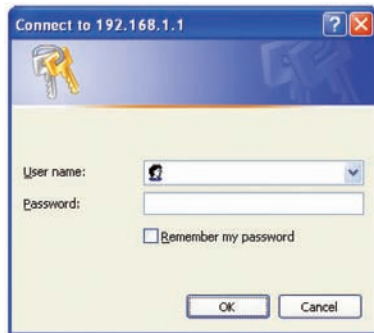 Connect to 192.168.1.1
User name:
Password:
Remember my password
OK
Cancel